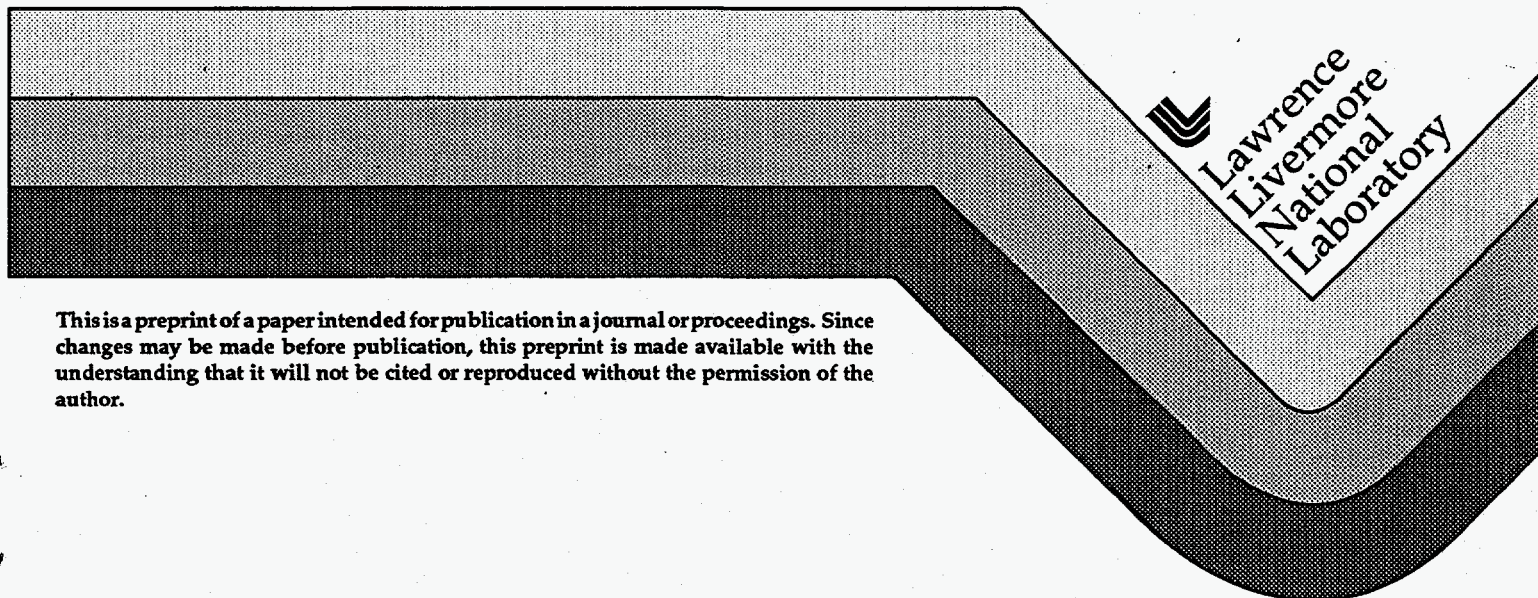 Lawrence
Livermore
National
Laboratory
This is a preprint of a paper intended for publication in a journal or proceedings. Since
changes may be made before publication, this preprint is made available with the
understanding that it will not be cited or reproduced without the permission of the
author.